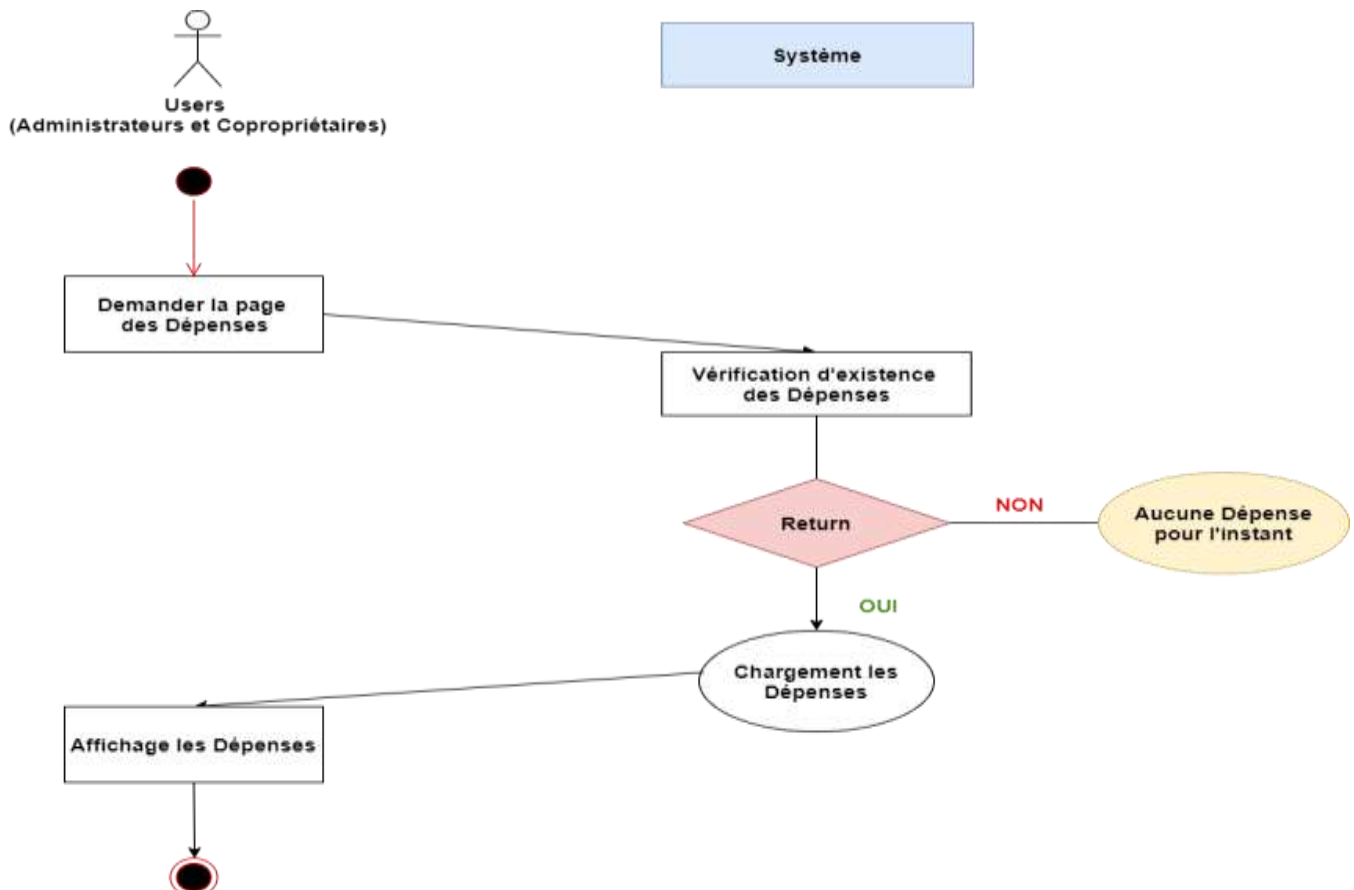 Système
Users
(Administrateurs et Copropriétaires)
Demander la page
des Dépenses
Vérification d'existence
des Dépenses
Return
NON
Aucune Dépense
pour l'instant
OUI
Chargement les
Dépenses
Affichage les Dépenses